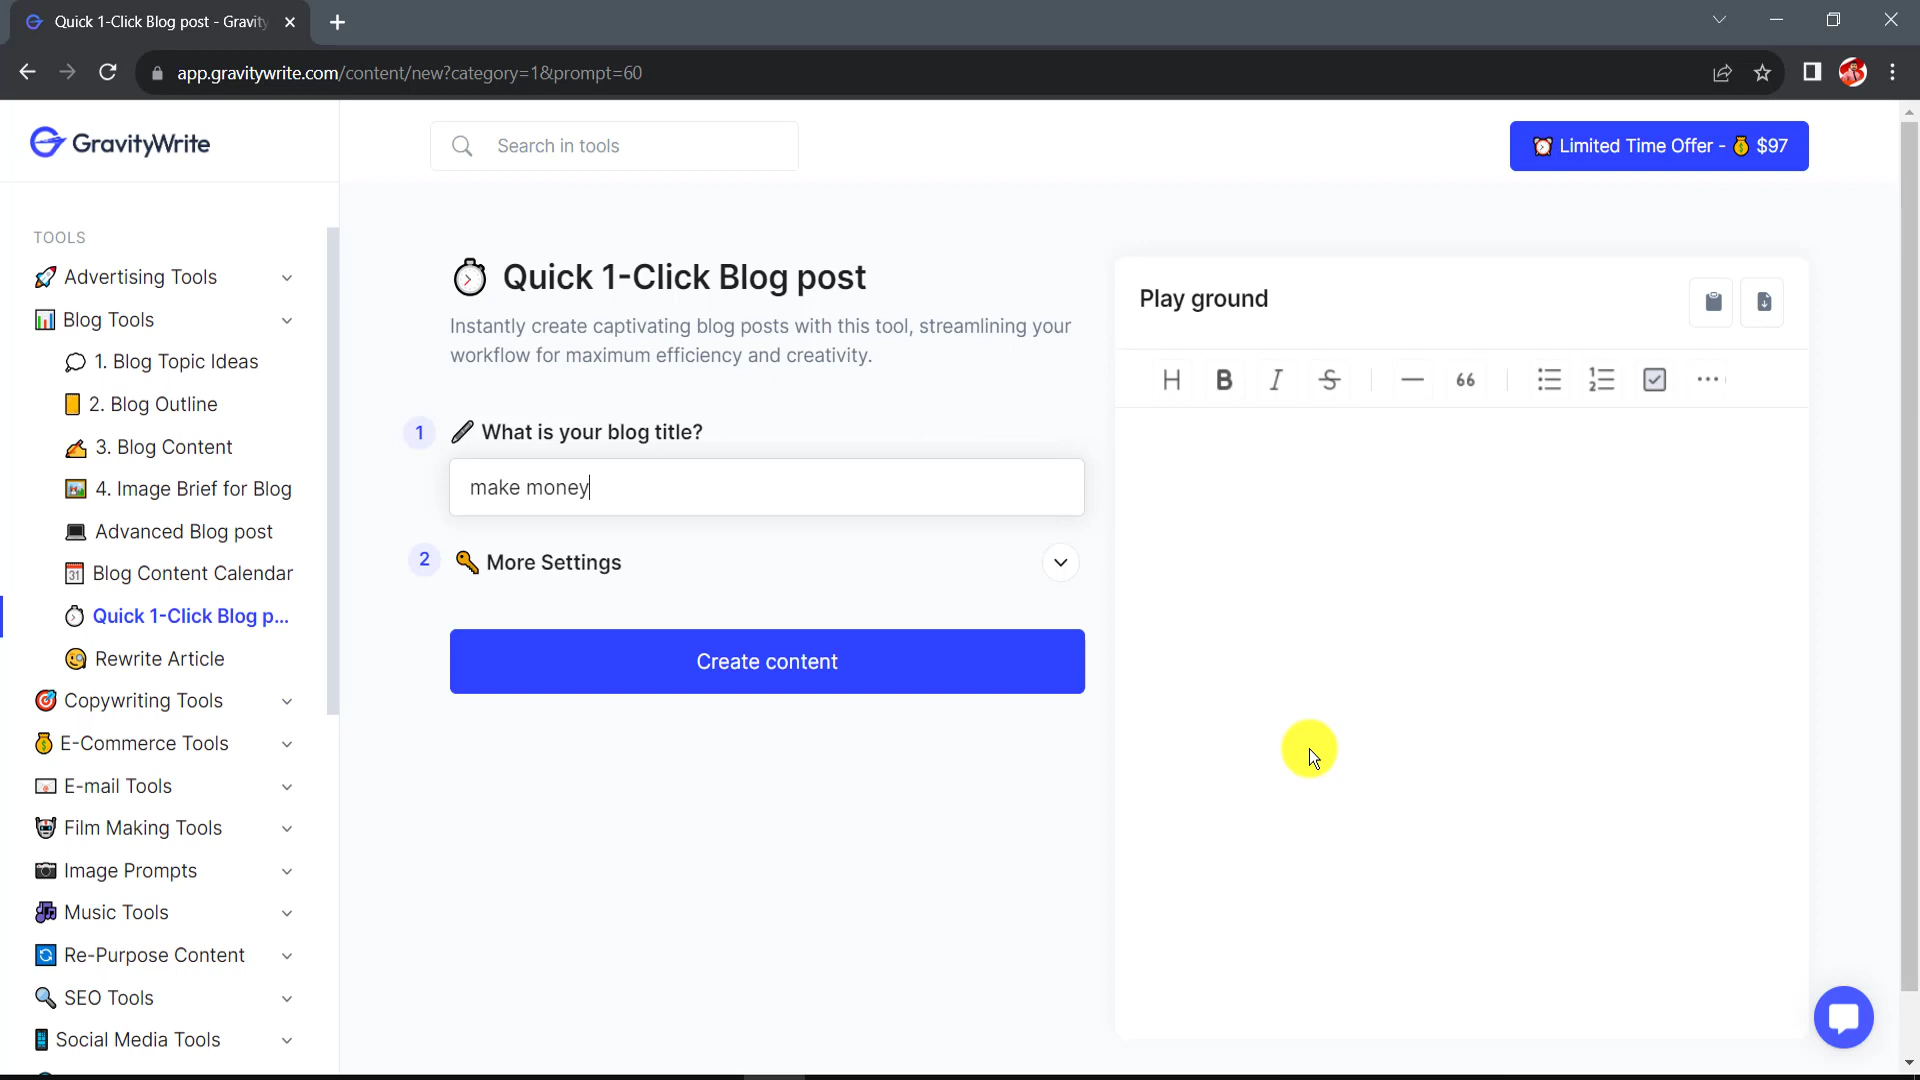 Quick 1-Click Blog post - Gravity
app.gravitywrite.com/content/new?category=1&prompt=60
GravityWrite
Search in tools
⏰ Limited Time Offer - 💰 $97
TOOLS
Advertising Tools
Blog Tools
1. Blog Topic Ideas
2. Blog Outline
3. Blog Content
4. Image Brief for Blog
Advanced Blog post
Blog Content Calendar
Quick 1-Click Blog p...
Rewrite Article
Copywriting Tools
E-Commerce Tools
E-mail Tools
Film Making Tools
Image Prompts
Music Tools
Re-Purpose Content
SEO Tools
Social Media Tools
Quick 1-Click Blog post
Instantly create captivating blog posts with this tool, streamlining your
workflow for maximum efficiency and creativity.
1 What is your blog title?
make money
2 More Settings
Create content
Play ground
H B I S